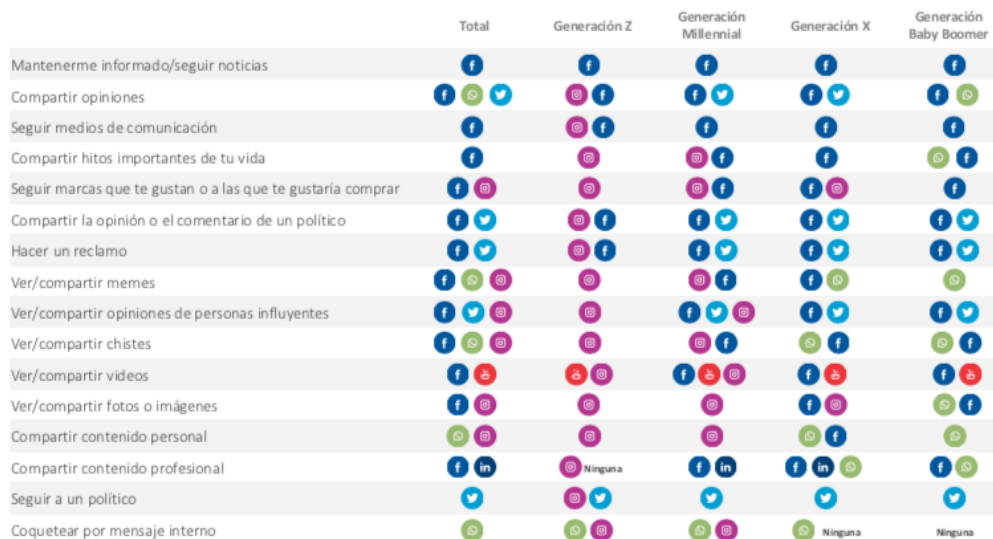 Total Generación Z Generación Millennial Generación X Generación Baby Boomer
Mantenerme informado/seguir noticias
Compartir opiniones
Seguir medios de comunicación
Compartir hitos importantes de tu vida
Seguir marcas que te gustan o a las que te gustaría comprar
Compartir la opinión o el comentario de un político
Hacer un reclamo
Ver/compartir memes
Ver/compartir opiniones de personas influyentes
Ver/compartir chistes
Ver/compartir videos
Ver/compartir fotos o imágenes
Compartir contenido personal
Compartir contenido profesional Ninguna
Seguir a un político
Coquetear por mensaje interno Ninguna Ninguna